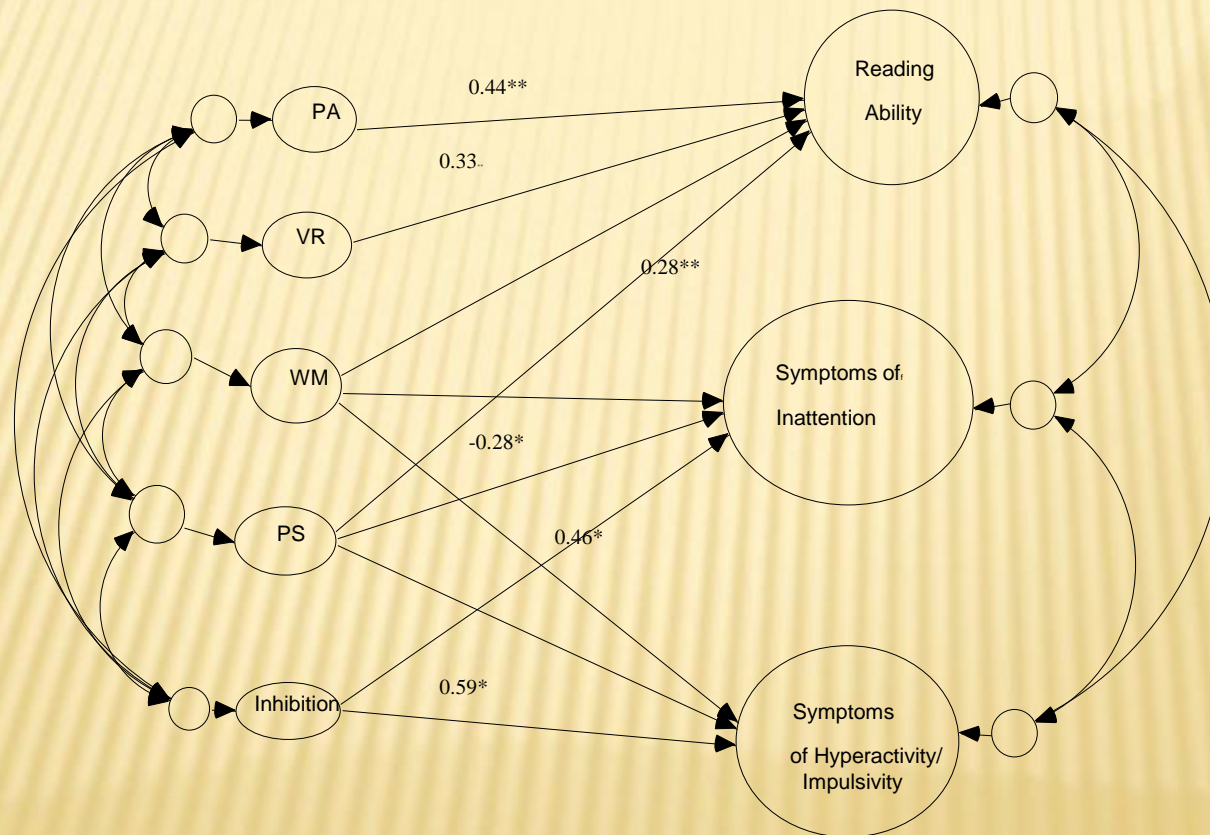 0.44**
PA
Reading
Ability
0.33..
VR
0.28**
WM
Symptoms of
Inattention
-0.28*
PS
0.46*
Inhibition
0.59*
Symptoms
of Hyperactivity/
Impulsivity